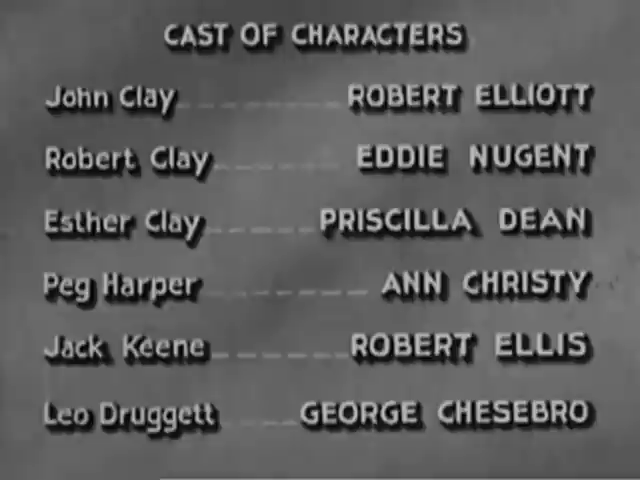 CAST OF CHARACTERS
John Clay ROBERT ELLIOTT
Robert Clay EDDIE NUGENT
Esther Clay PRISCILLA DEAN
Peg Harper ANN CHRISTY
Jack Keene ROBERT ELLIS
Leo Druggett GEORGE CHESEBRO